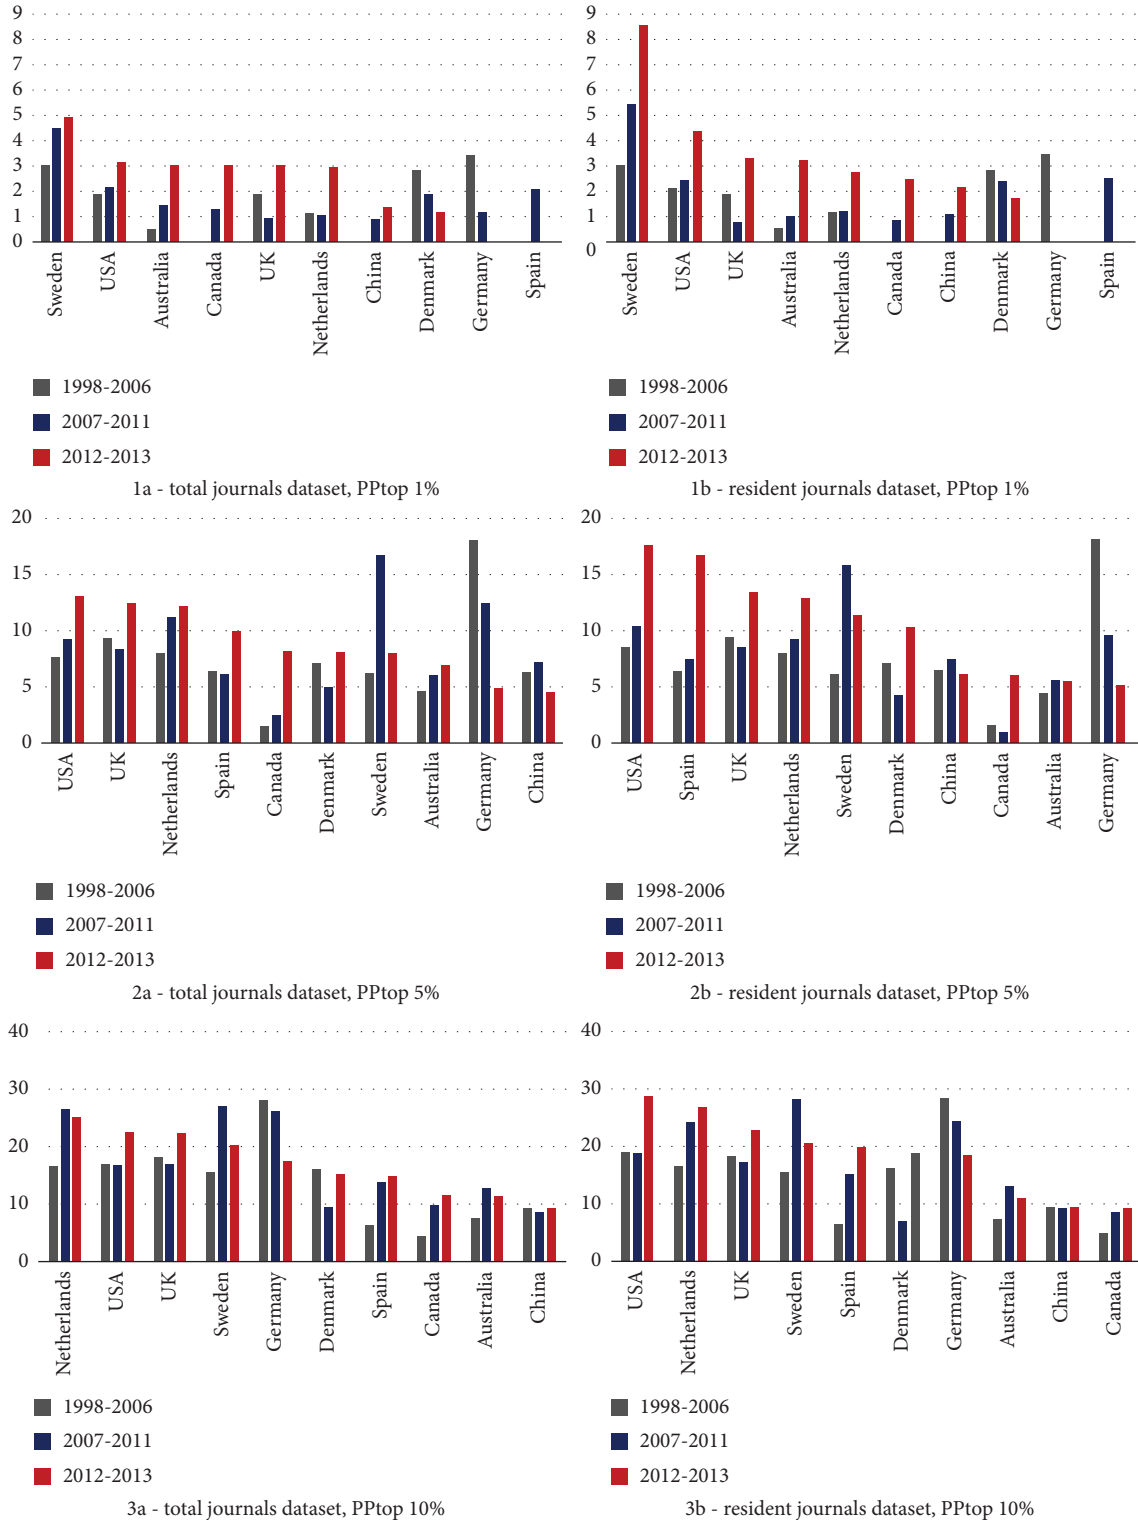 9
8
7
6
5
4
3
2
1
0
Sweden
USA
Australia
Canada
UK
Netherlands
China
Denmark
Germany
Spain
1998-2006
2007-2011
2012-2013
1a - total journals dataset, PPtop 1%
9
8
7
6
5
4
3
2
1
0
Sweden
USA
UK
Australia
Netherlands
Canada
China
Denmark
Germany
Spain
1998-2006
2007-2011
2012-2013
1b - resident journals dataset, PPtop 1%
20
15
10
5
0
USA
UK
Netherlands
Spain
Canada
Denmark
Sweden
Australia
Germany
China
1998-2006
2007-2011
2012-2013
2a - total journals dataset, PPtop 5%
20
15
10
5
0
USA
Spain
UK
Netherlands
Sweden
Denmark
China
Canada
Australia
Germany
1998-2006
2007-2011
2012-2013
2b - resident journals dataset, PPtop 5%
40
30
20
10
0
Netherlands
USA
UK
Sweden
Germany
Denmark
Spain
Canada
Australia
China
1998-2006
2007-2011
2012-2013
3a - total journals dataset, PPtop 10%
40
30
20
10
0
USA
Netherlands
UK
Sweden
Spain
Denmark
Germany
Australia
China
Canada
1998-2006
2007-2011
2012-2013
3b - resident journals dataset, PPtop 10%